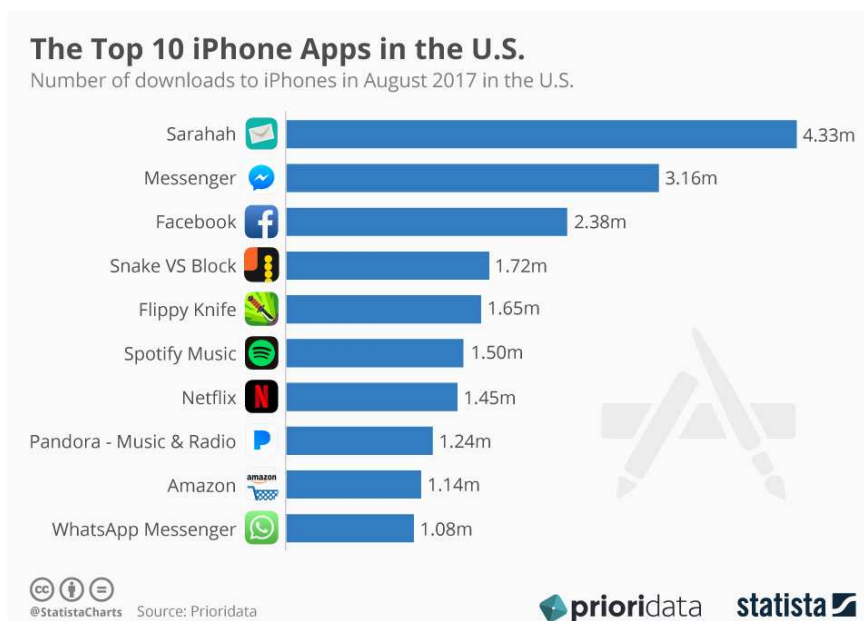 The Top 10 iPhone Apps in the U.S.
Number of downloads to iPhones in August 2017 in the U.S.
Sarahah 4.33m
Messenger 3.16m
Facebook f 2.38m
Snake VS Block 1.72m
Flippy Knife 1.65m
Spotify Music 1.50m
Netflix N 1.45m
Pandora - Music & Radio P 1.24m
Amazon amazon 1.14m
WhatsApp Messenger 1.08m
cc =
@StatistaCharts Source: Prioridata
prioridata statista